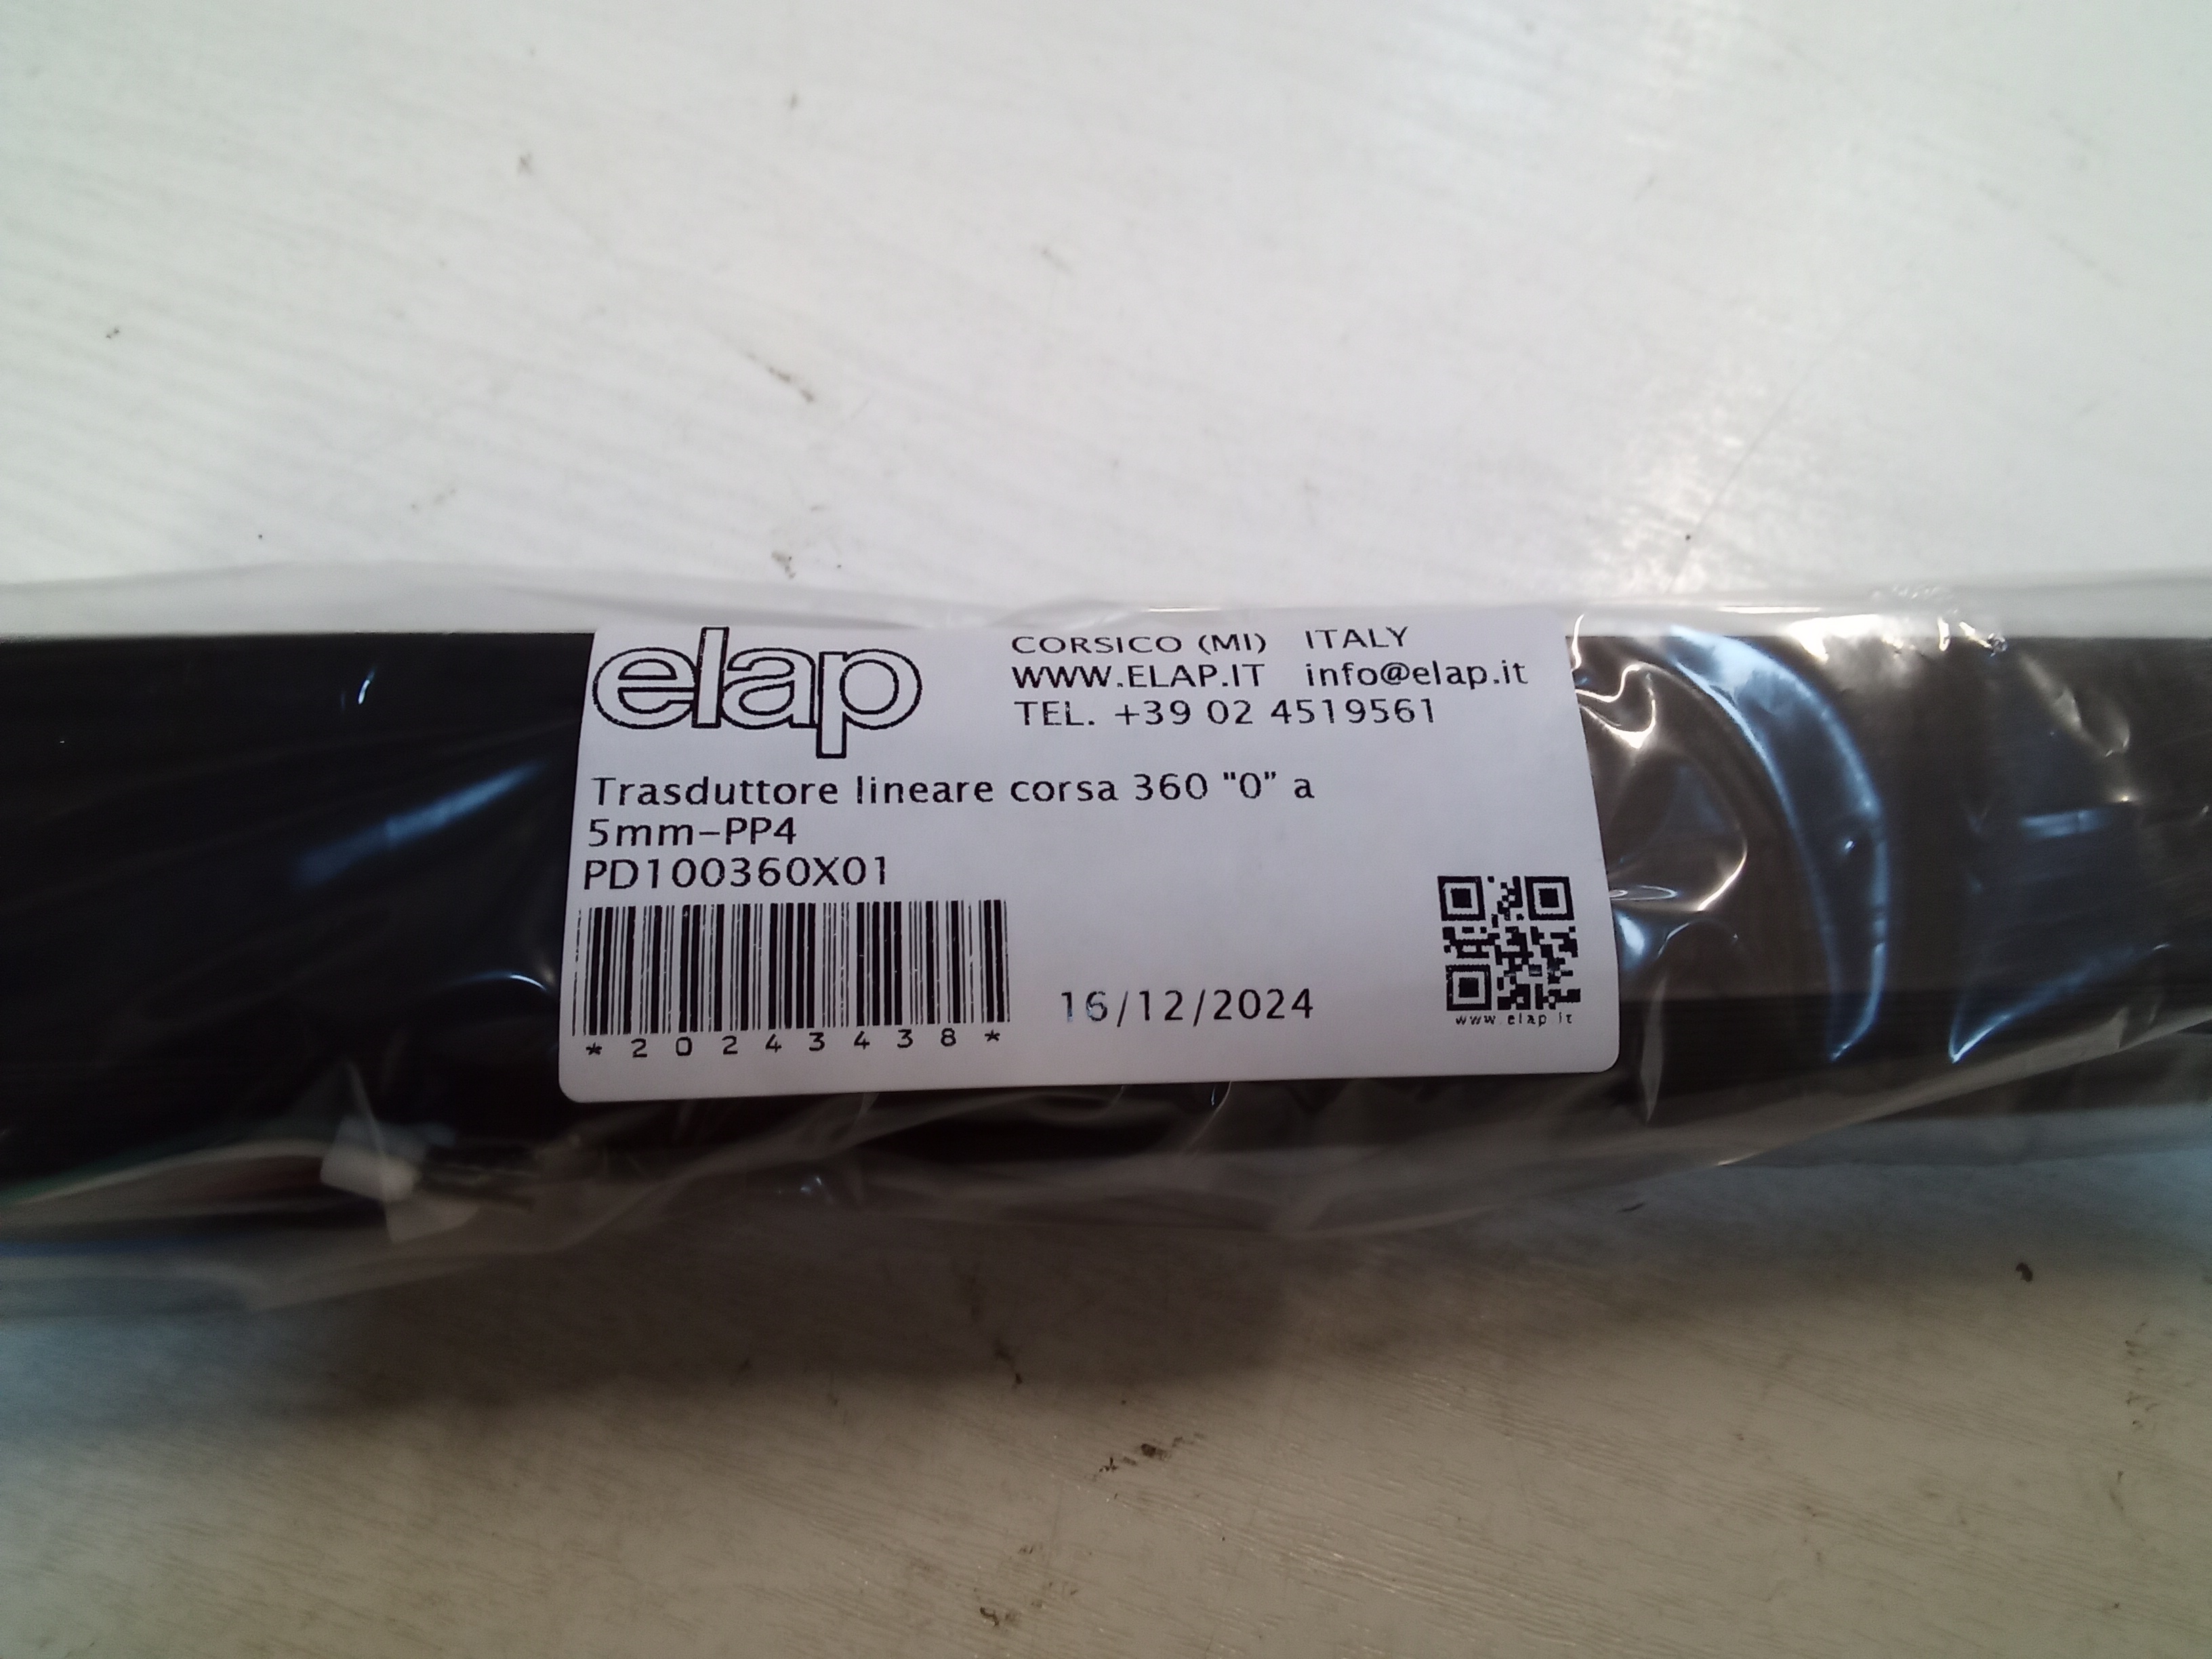 elap
CORSICO (MI) ITALY
WWW.ELAP.IT info@elap.it
TEL. +39 02 4519561
Trasduttore lineare corsa 360 "0" a
5mm-PP4
PD100360X01
*20243438*
16/12/2024
www.elap.it